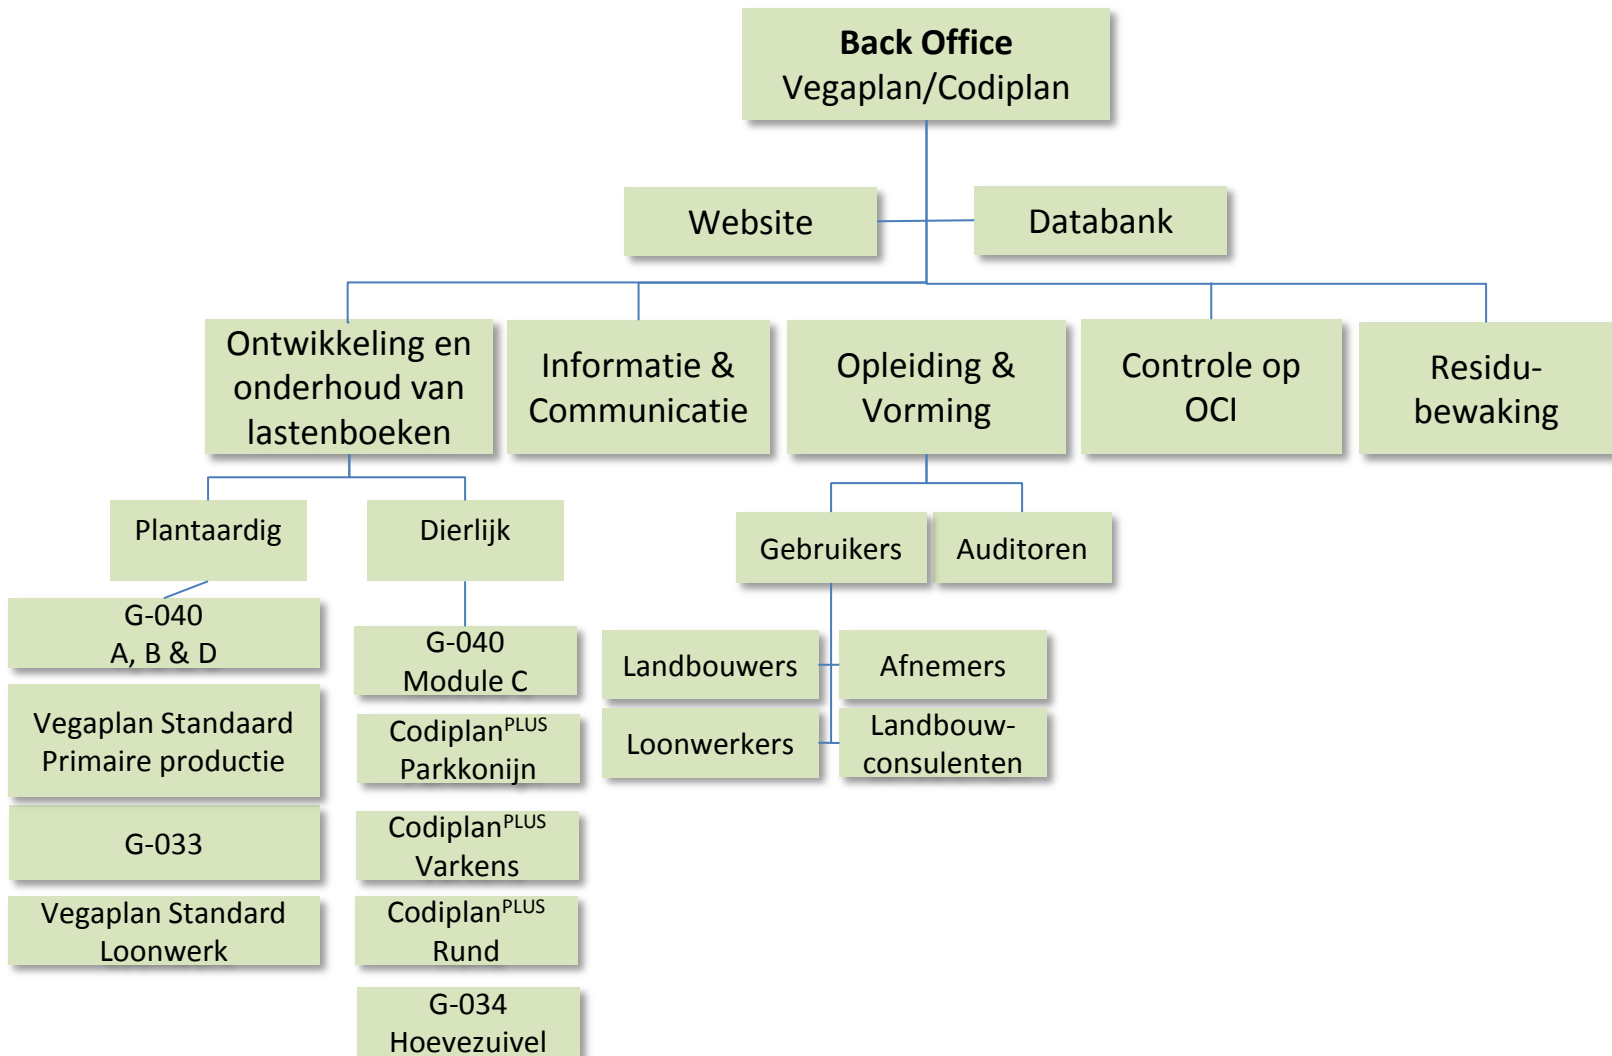 Back Office
Vegaplan/Codiplan
Website
Databank
Ontwikkeling en
onderhoud van
lastenboeken
Informatie &
Communicatie
Opleiding &
Vorming
Controle op
OCI
Residu-
bewaking
Plantaardig
Dierlijk
Gebruikers
Auditoren
G-040
A, B & D
Vegaplan Standaard
Primaire productie
G-033
Vegaplan Standard
Loonwerk
G-040
Module C
CodiplanPLUS
Parkkonijn
CodiplanPLUS
Varkens
CodiplanPLUS
Rund
G-034
Hoevezuivel
Landbouwers
Afnemers
Loonwerkers
Landbouw-
consulenten